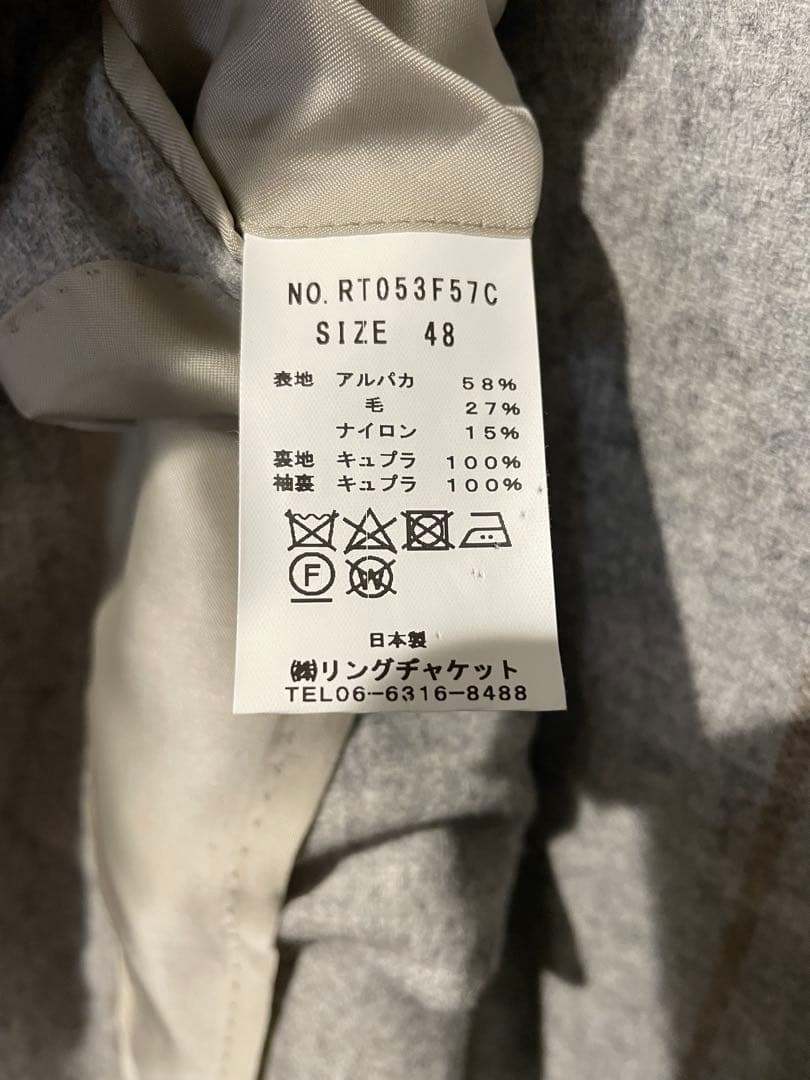 NO. RT053F57C
SIZE 48
表地 アルパカ 58%
毛 27%
ナイロン 15%
裏地 キュプラ 100%
袖裏 キュプラ 100%
F W
日本製
㈱リングヂャケット
TEL06-6316-8488